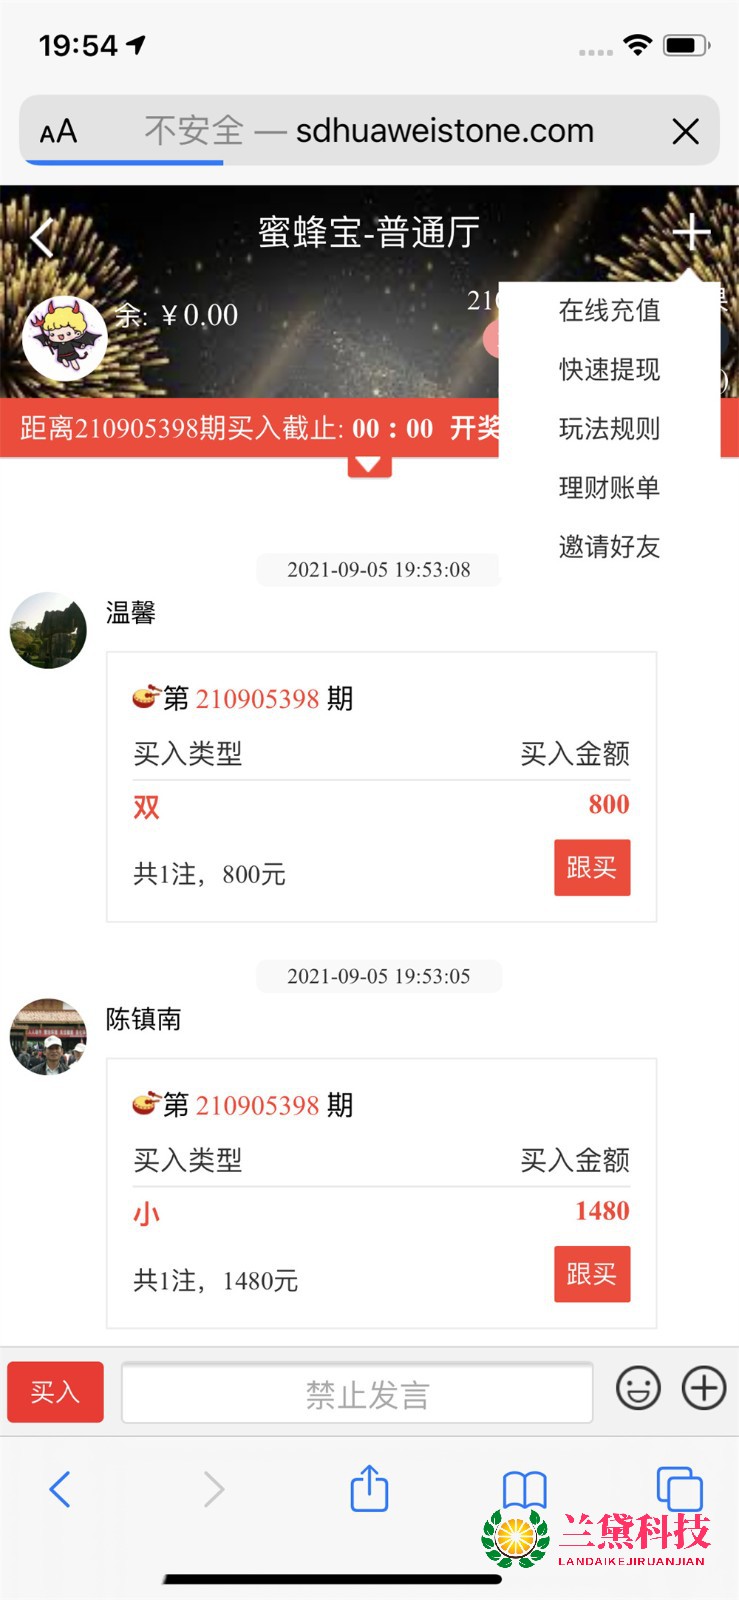 19:54
AA 不安全 — sdhuaweistone.com
蜜蜂宝-普通厅
余: ￥0.00
210
在线充值
快速提现
玩法规则
理财账单
邀请好友
距离210905398期买入截止: 00 : 00 开奖
2021-09-05 19:53:08
温馨
第 210905398 期
买入类型 买入金额
双 800
共1注，800元 跟买
2021-09-05 19:53:05
陈镇南
第 210905398 期
买入类型 买入金额
小 1480
共1注，1480元 跟买
买入 禁止发言
兰黛科技
LANDAIKEJIRUANJIAN